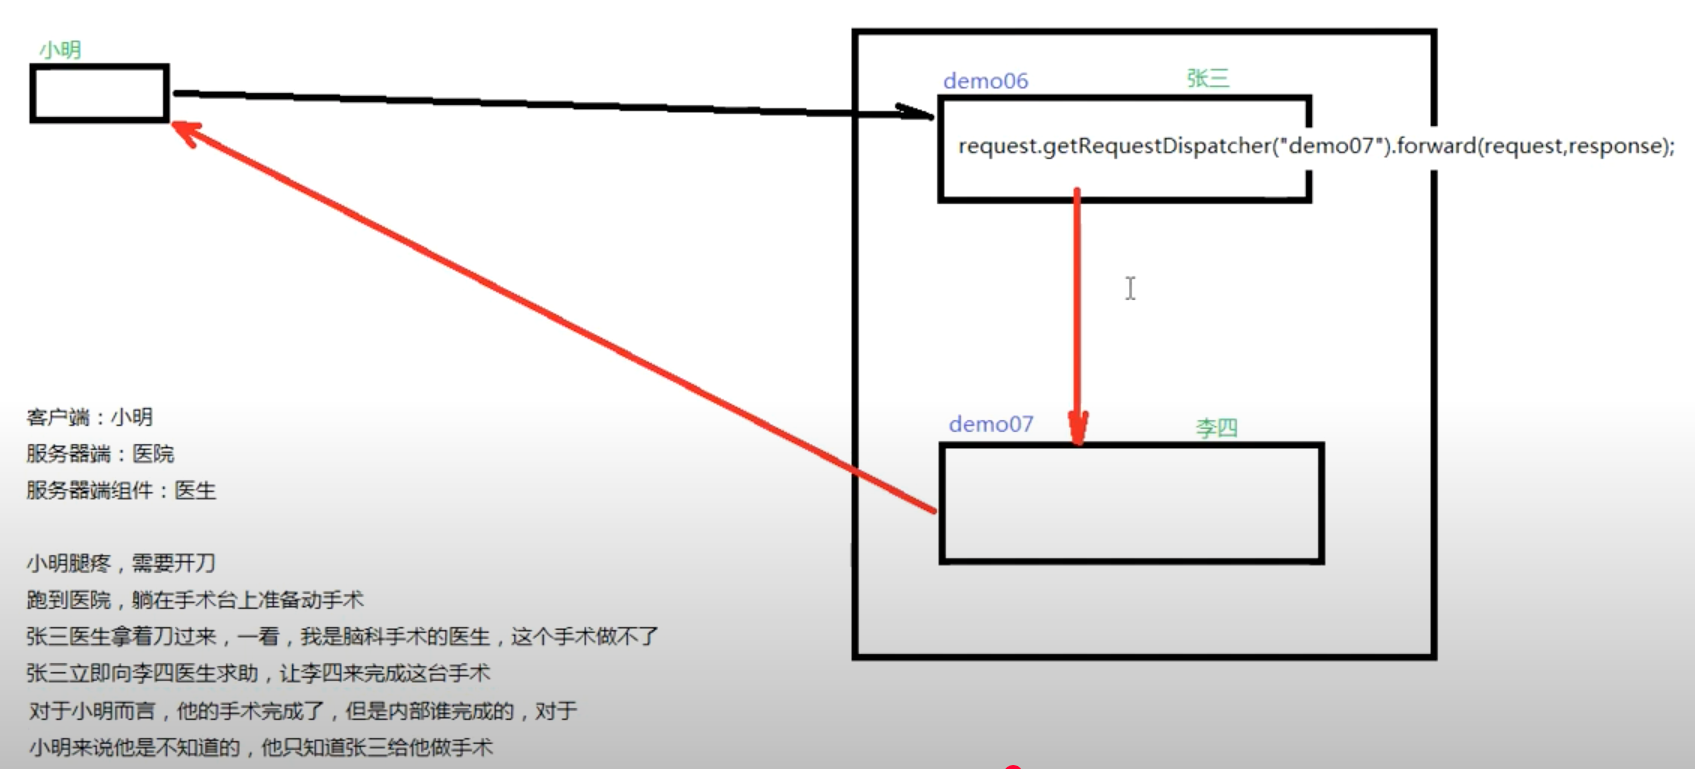 小明
demo06
张三
request.getRequestDispatcher("demo07").forward(request,response);
demo07
李四
客户端：小明
服务器端：医院
服务器端组件：医生
小明腿疼，需要开刀
跑到医院，躺在手术台上准备动手术
张三医生拿着刀过来，一看，我是脑科手术的医生，这个手术做不了
张三立即向李四医生求助，让李四来完成这台手术
对于小明而言，他的手术完成了，但是内部谁完成的，对于
小明来说他是不知道的，他只知道张三给他做手术